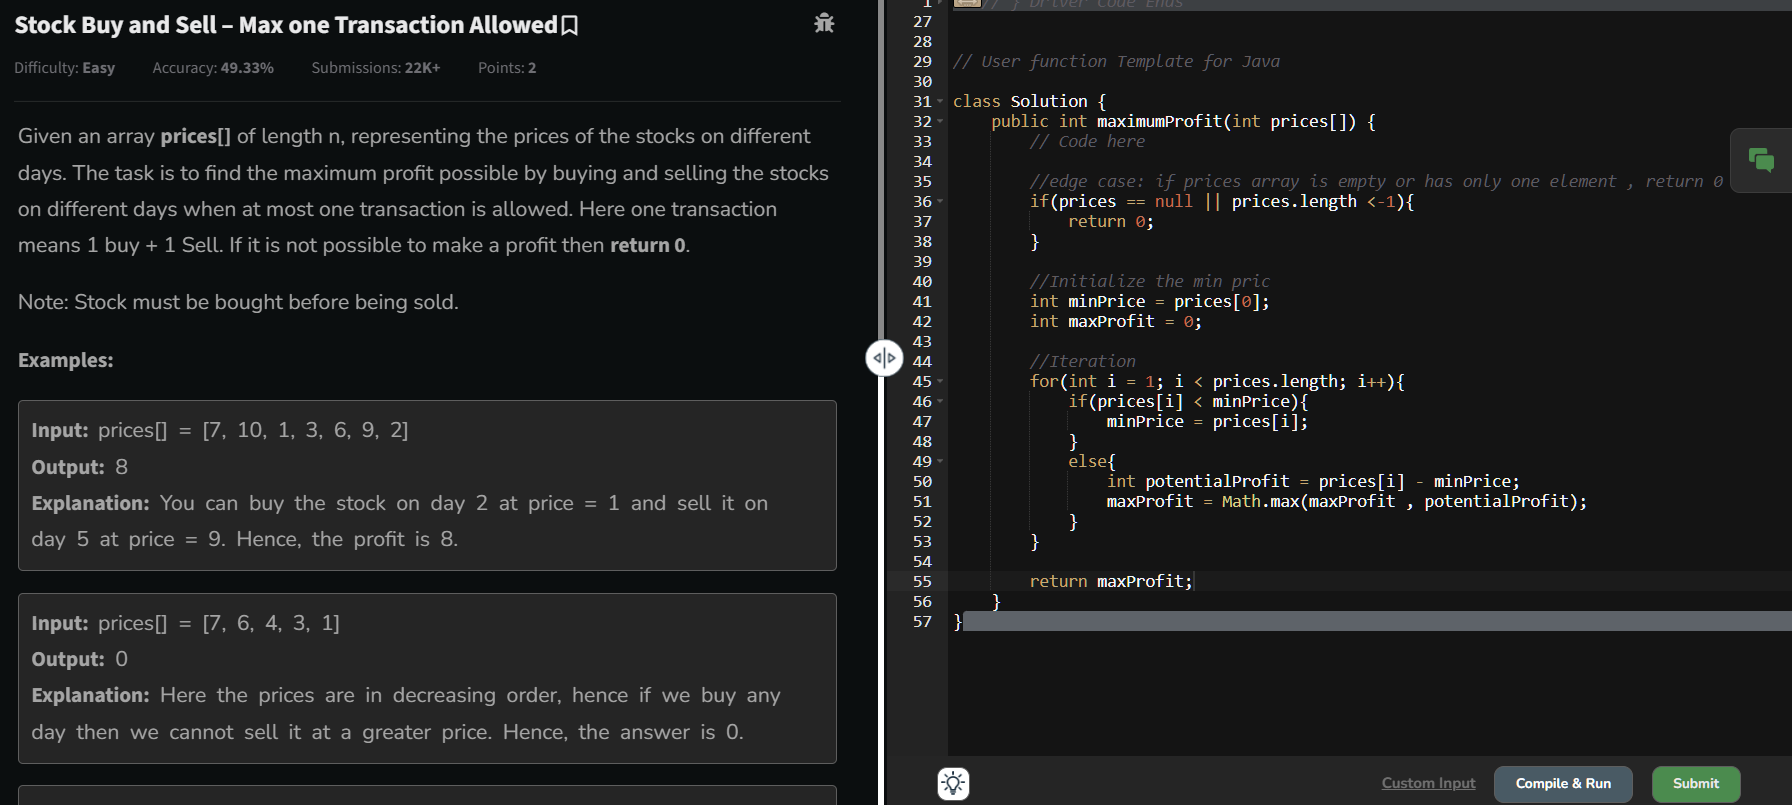 Stock Buy and Sell – Max one Transaction Allowed
Difficulty: Easy Accuracy: 49.33% Submissions: 22K+ Points: 2
Given an array prices[] of length n, representing the prices of the stocks on different
days. The task is to find the maximum profit possible by buying and selling the stocks
on different days when at most one transaction is allowed. Here one transaction
means 1 buy + 1 Sell. If it is not possible to make a profit then return 0.
Note: Stock must be bought before being sold.
Examples:
Input: prices[] = [7, 10, 1, 3, 6, 9, 2]
Output: 8
Explanation: You can buy the stock on day 2 at price = 1 and sell it on
day 5 at price = 9. Hence, the profit is 8.
Input: prices[] = [7, 6, 4, 3, 1]
Output: 0
Explanation: Here the prices are in decreasing order, hence if we buy any
day then we cannot sell it at a greater price. Hence, the answer is 0.
1 // } Driver Code Ends
27
28
29 // User function Template for Java
30
31 class Solution {
32 public int maximumProfit(int prices[]) {
33 // Code here
34
35 //edge case: if prices array is empty or has only one element , return 0
36 if(prices == null || prices.length <-1){
37 return 0;
38 }
39
40 //Initialize the min pric
41 int minPrice = prices[0];
42 int maxProfit = 0;
43
44 //Iteration
45 for(int i = 1; i < prices.length; i++){
46 if(prices[i] < minPrice){
47 minPrice = prices[i];
48 }
49 else{
50 int potentialProfit = prices[i] - minPrice;
51 maxProfit = Math.max(maxProfit , potentialProfit);
52 }
53 }
54
55 return maxProfit;
56 }
57 }
Custom Input Compile & Run Submit